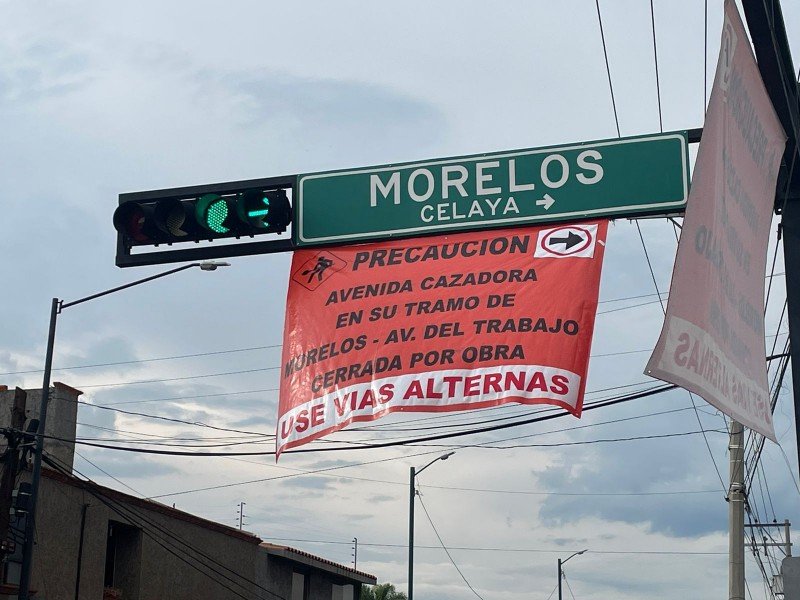 MORELOS
CELAYA →
PRECAUCION
AVENIDA CAZADORA
EN SU TRAMO DE
MORELOS - AV. DEL TRABAJO
CERRADA POR OBRA
USE VIAS ALTERNAS